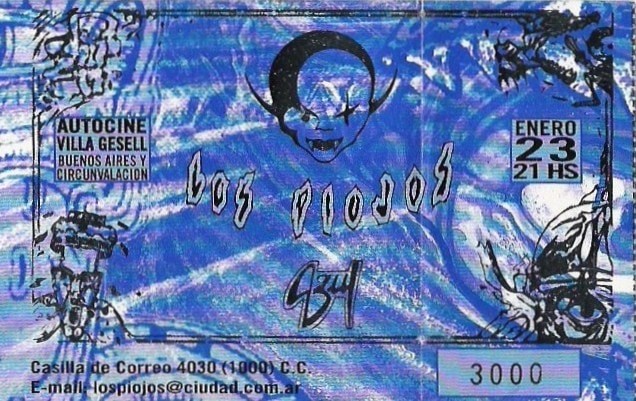 AUTOCINE
VILLA GESELL
BUENOS AIRES Y
CIRCUNVALACION
ENERO
23
21 HS
LOS PIOJOS
Azul
Casilla de Correo 4030 (1000) C.C.
E-mail: lospiojos@ciudad.com.ar
3000